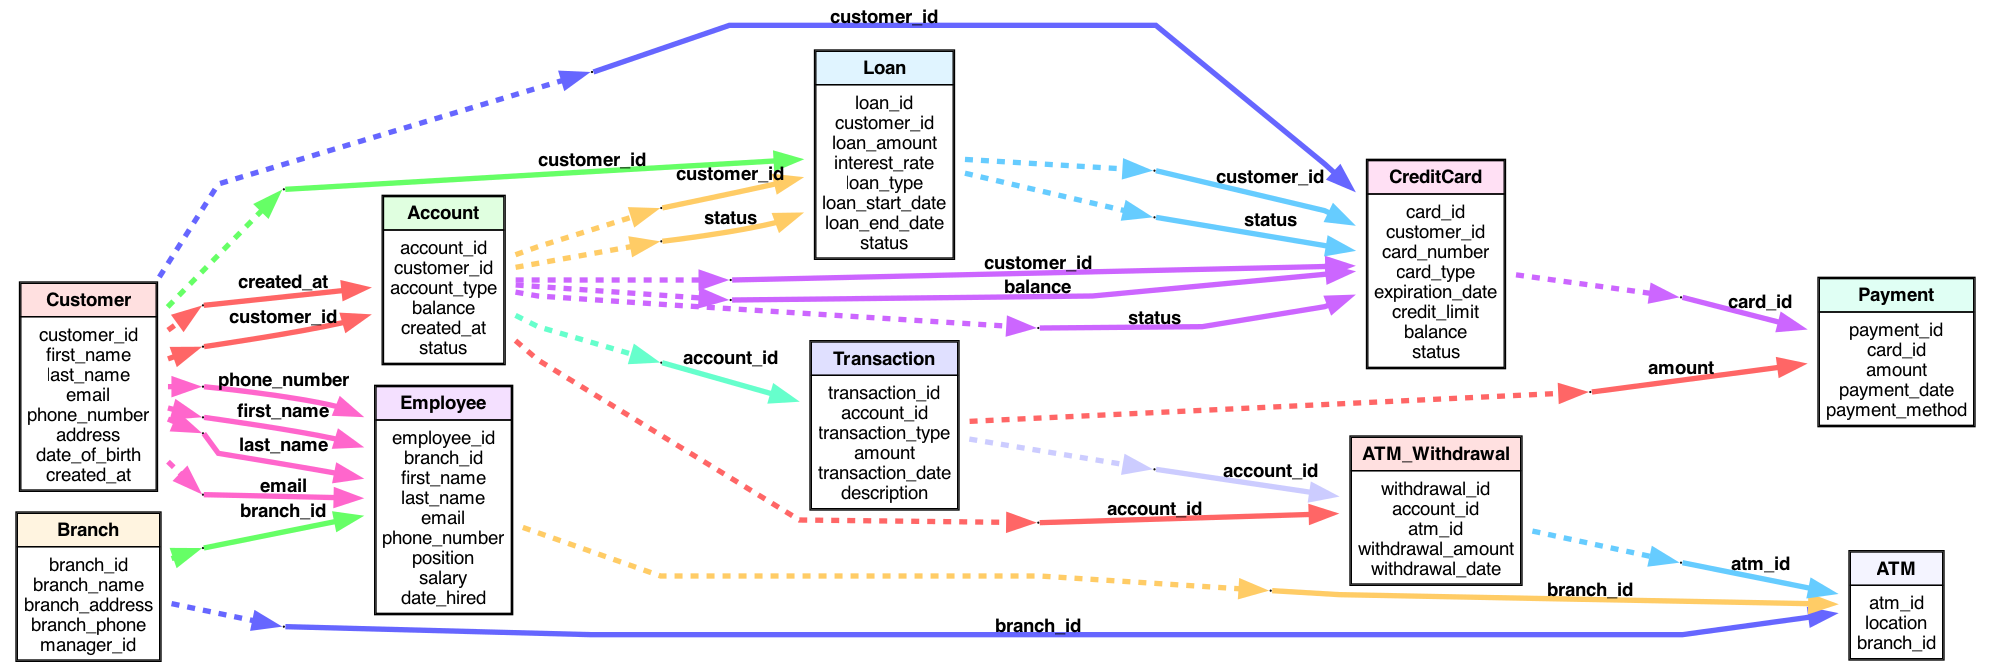 customer_id
Loan
loan_id
customer_id
loan_amount
interest_rate
loan_type
loan_start_date
loan_end_date
status
customer_id
customer_id
status
customer_id
status
CreditCard
card_id
customer_id
card_number
card_type
expiration_date
credit_limit
balance
status
Account
account_id
customer_id
account_type
balance
created_at
status
customer_id
balance
status
created_at
customer_id
Customer
customer_id
first_name
last_name
email
phone_number
address
date_of_birth
created_at
card_id
Payment
payment_id
card_id
amount
payment_date
payment_method
account_id
Transaction
transaction_id
account_id
transaction_type
amount
transaction_date
description
amount
phone_number
first_name
last_name
email
branch_id
Employee
employee_id
branch_id
first_name
last_name
email
phone_number
position
salary
date_hired
account_id
account_id
ATM_Withdrawal
withdrawal_id
account_id
atm_id
withdrawal_amount
withdrawal_date
Branch
branch_id
branch_name
branch_address
branch_phone
manager_id
atm_id
branch_id
branch_id
ATM
atm_id
location
branch_id